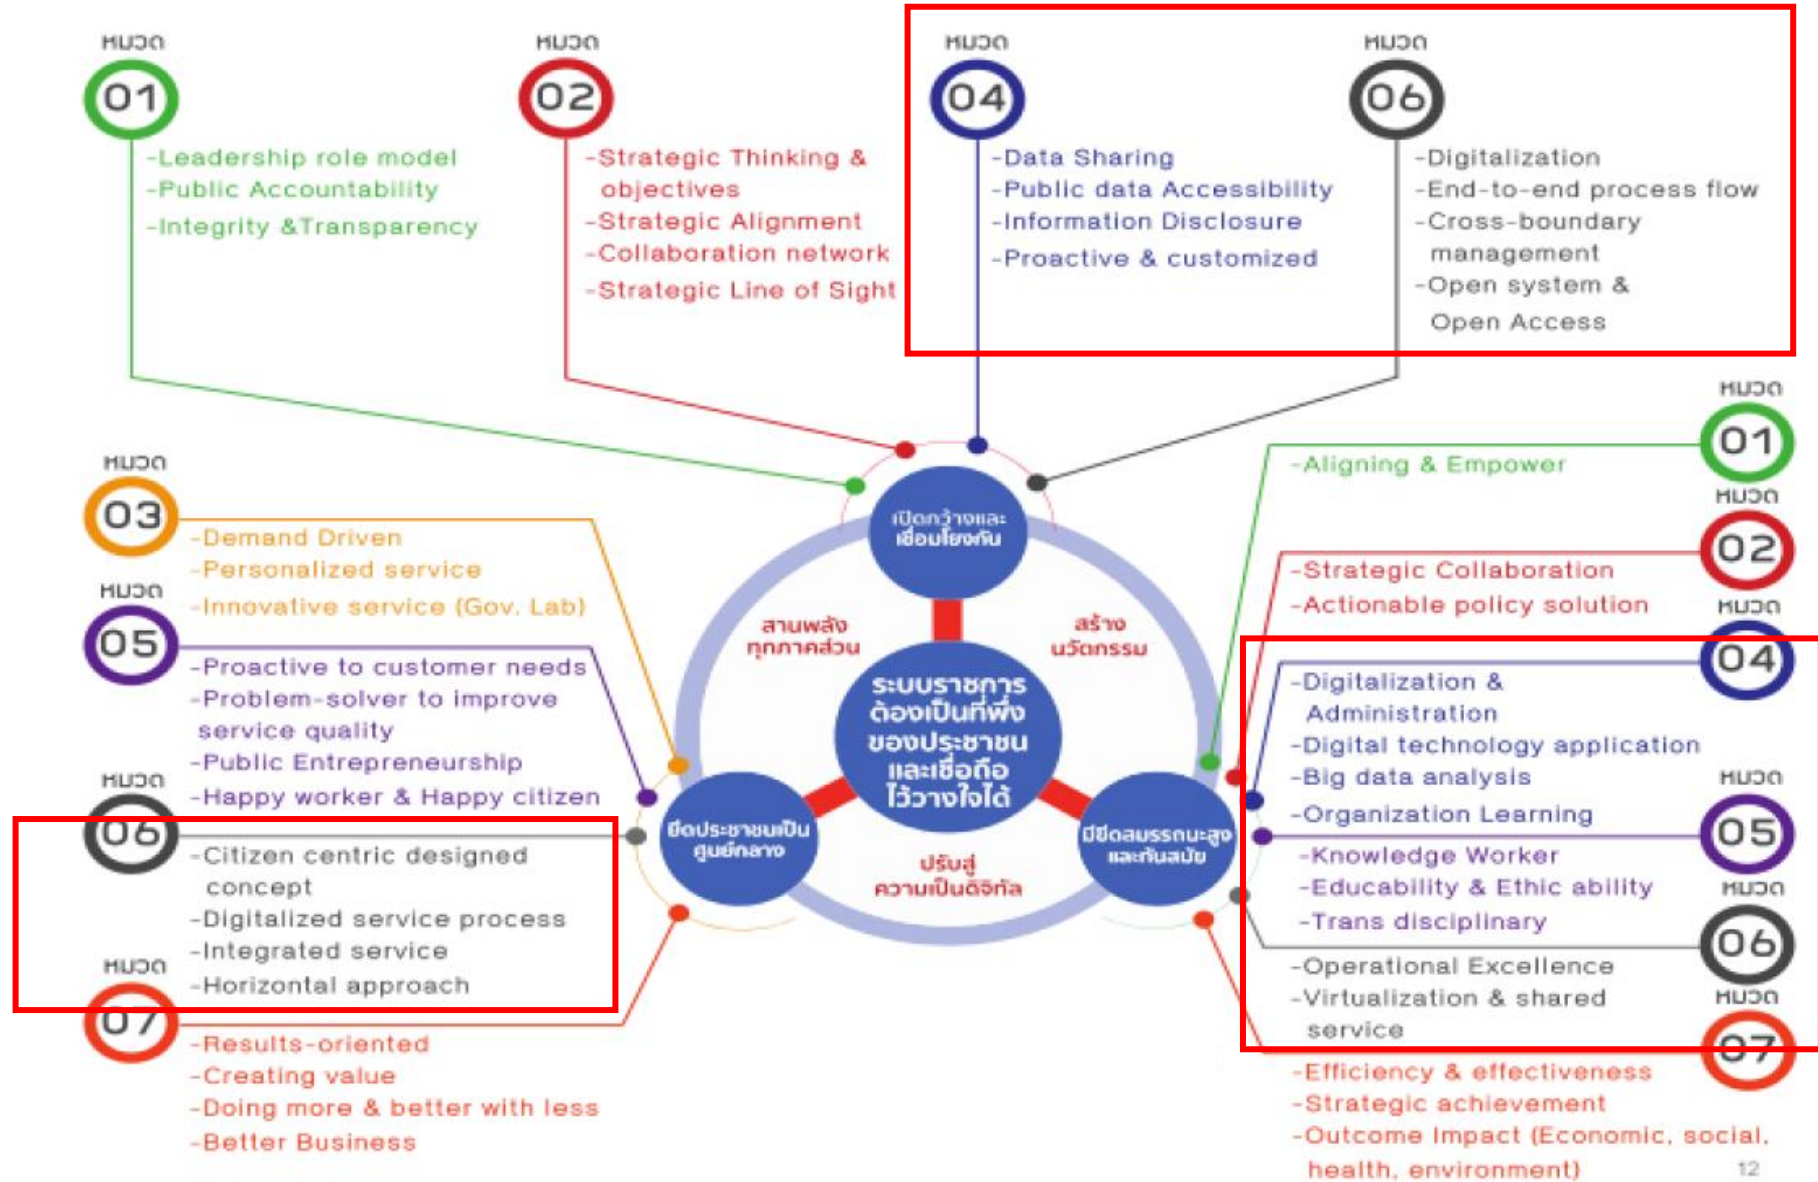 หมวด
01
-Leadership role model
-Public Accountability
-Integrity &Transparency
หมวด
02
-Strategic Thinking &
objectives
-Strategic Alignment
-Collaboration network
-Strategic Line of Sight
หมวด
04
-Data Sharing
-Public data Accessibility
-Information Disclosure
-Proactive & customized
หมวด
06
-Digitalization
-End-to-end process flow
-Cross-boundary
management
-Open system &
Open Access
หมวด
03
-Demand Driven
-Personalized service
-Innovative service (Gov. Lab)
หมวด
05
-Proactive to customer needs
-Problem-solver to improve
service quality
-Public Entrepreneurship
-Happy worker & Happy citizen
หมวด
06
-Citizen centric designed
concept
-Digitalized service process
-Integrated service
-Horizontal approach
หมวด
07
-Results-oriented
-Creating value
-Doing more & better with less
-Better Business
เปิดกว้างและ
เชื่อมโยงกัน
สานพลัง
ทุกภาคส่วน
สร้าง
นวัตกรรม
ระบบราชการ
ต้องเป็นที่พึ่ง
ของประชาชน
และเชื่อถือ
ไว้วางใจได้
ยึดประชาชนเป็น
ศูนย์กลาง
ปรับสู่
ความเป็นดิจิทัล
มีขีดสมรรถนะสูง
และทันสมัย
หมวด
01
-Aligning & Empower
หมวด
02
-Strategic Collaboration
-Actionable policy solution
หมวด
04
-Digitalization &
Administration
-Digital technology application
-Big data analysis
-Organization Learning
หมวด
05
-Knowledge Worker
-Educability & Ethic ability
-Trans disciplinary
หมวด
06
-Operational Excellence
-Virtualization & shared
service
หมวด
07
-Efficiency & effectiveness
-Strategic achievement
-Outcome Impact (Economic, social,
health, environment)
12